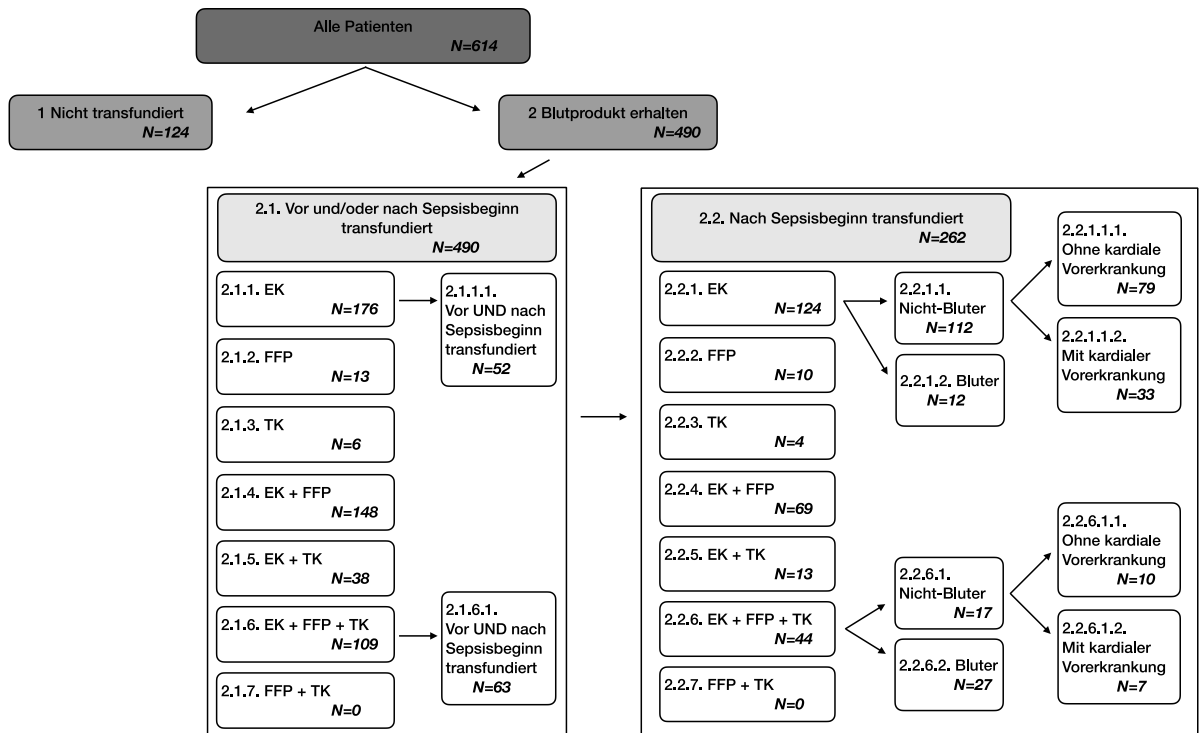 Alle Patienten
N=614
1 Nicht transfundiert
N=124
2 Blutprodukt erhalten
N=490
2.1. Vor und/oder nach Sepsisbeginn
transfundiert
N=490
2.1.1. EK
N=176
2.1.1.1.
Vor UND nach
Sepsisbeginn
transfundiert
N=52
2.1.2. FFP
N=13
2.1.3. TK
N=6
2.1.4. EK + FFP
N=148
2.1.5. EK + TK
N=38
2.1.6. EK + FFP + TK
N=109
2.1.6.1.
Vor UND nach
Sepsisbeginn
transfundiert
N=63
2.1.7. FFP + TK
N=0
2.2. Nach Sepsisbeginn transfundiert
N=262
2.2.1. EK
N=124
2.2.2. FFP
N=10
2.2.3. TK
N=4
2.2.4. EK + FFP
N=69
2.2.5. EK + TK
N=13
2.2.6. EK + FFP + TK
N=44
2.2.7. FFP + TK
N=0
2.2.1.1.
Nicht-Bluter
N=112
2.2.1.2. Bluter
N=12
2.2.1.1.1.
Ohne kardiale
Vorerkrankung
N=79
2.2.1.1.2.
Mit kardialer
Vorerkrankung
N=33
2.2.6.1.
Nicht-Bluter
N=17
2.2.6.2. Bluter
N=27
2.2.6.1.1.
Ohne kardiale
Vorerkrankung
N=10
2.2.6.1.2.
Mit kardialer
Vorerkrankung
N=7